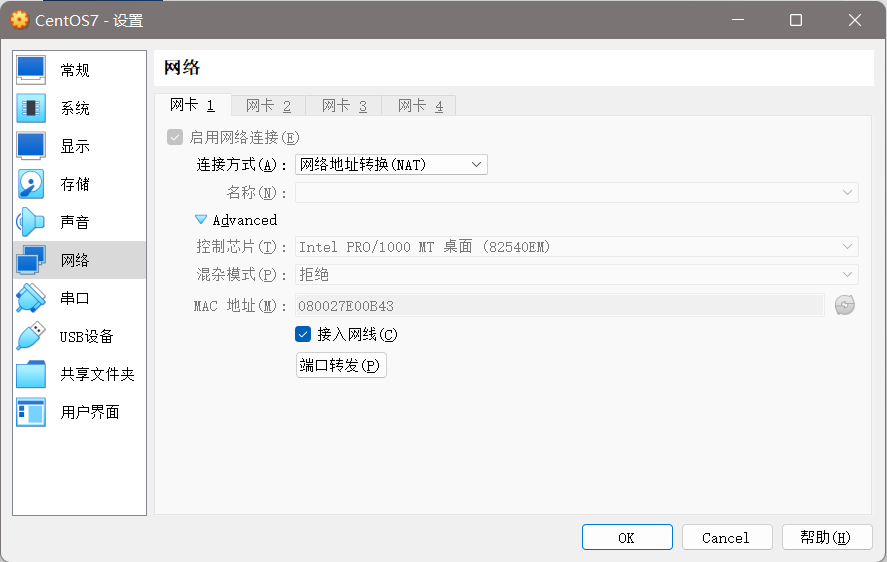 CentOS7 - 设置
常规
系统
显示
存储
声音
网络
串口
USB设备
共享文件夹
用户界面
网络
网卡 1 网卡 2 网卡 3 网卡 4
启用网络连接(E)
连接方式(A): 网络地址转换(NAT)
名称(N):
Advanced
控制芯片(T): Intel PRO/1000 MT 桌面 (82540EM)
混杂模式(P): 拒绝
MAC 地址(M): 080027E00B43
接入网线(C)
端口转发(P)
OK Cancel 帮助(H)